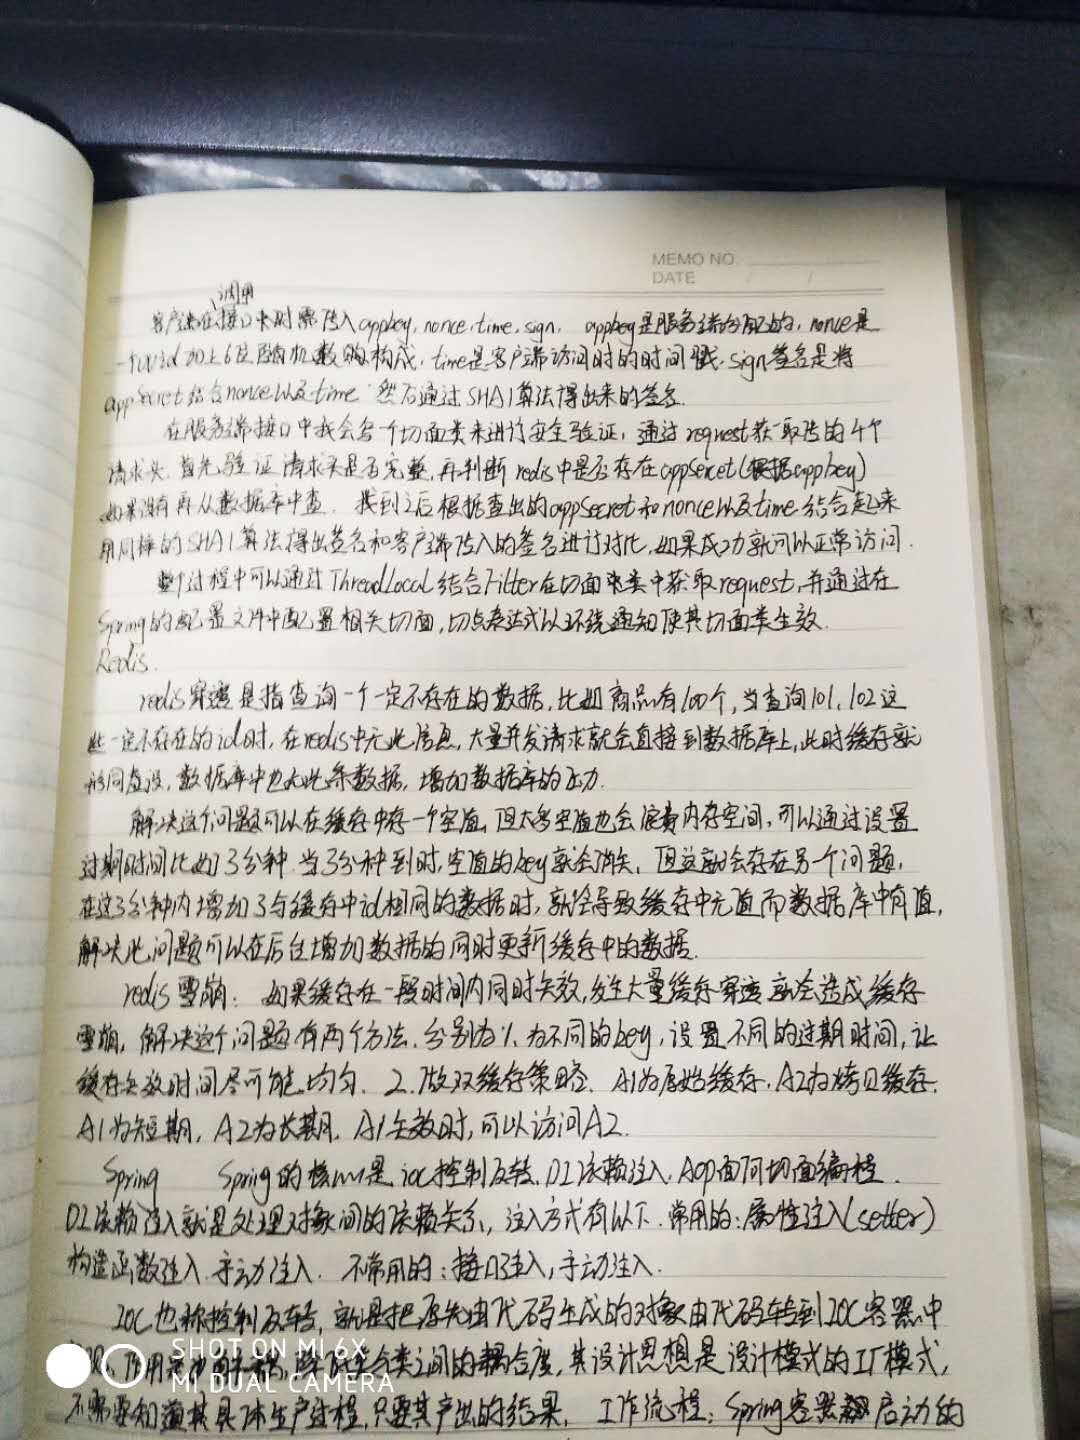 MEMO NO.
DATE / /
调用
客户端在接口时需传入appkey, nonce, time, sign. appkey是服务端分配的, nonce是
一个uuid加上6位随机数构成, time是客户端访问时的时间戳. sign签名是将
appSecret结合nonce以及time 然后通过SHA1算法得出来的签名.
在服务端接口中我会写一个切面类来进行安全验证, 通过request获取传的4个
请求头. 首先验证请求头是否完整, 再判断redis中是否存在appSecret(根据appkey)
如果没有再从数据库中查. 找到之后根据查出的appSecret和nonce以及time结合起来
用同样的SHA1算法得出签名和客户端传入的签名进行对比, 如果成功就可以正常访问.
整个过程中可以通过ThreadLocal结合Filter在切面类中获取request, 并通过在
Spring的配置文件中配置相关切面, 切点表达式以环绕通知使其切面类生效.
Redis.
redis穿透是指查询一个一定不存在的数据, 比如商品有100个, 当查询101, 102这
些一定不存在的id时, 在redis中无此信息, 大量并发请求就会直接到数据库上, 此时缓存就
形同虚设, 数据库中也无此条数据, 增加数据库的压力.
解决这个问题可以在缓存中存一个空值, 但太多空值也会浪费内存空间, 可以通过设置
过期时间比如3分钟. 当3分钟到时, 空值的key就会消失. 但这就会存在另一个问题,
在这3分钟内增加了与缓存中id相同的数据时, 就会导致缓存中无值而数据库中有值,
解决此问题可以在后台增加数据的同时更新缓存中的数据.
redis雪崩: 如果缓存在一段时间内同时失效, 发生大量缓存穿透就会造成缓存
雪崩, 解决这个问题有两个方法. 分别为1. 为不同的key, 设置不同的过期时间, 让
缓存失效时间尽可能均匀. 2. 做双缓存策略. A1为原始缓存, A2为拷贝缓存.
A1为短期, A2为长期, A1失效时, 可以访问A2.
Spring Spring的核心是ioc控制反转, DI依赖注入, AOP面向切面编程.
DI依赖注入就是处理对象间的依赖关系, 注入方式有以下. 常用的: 属性注入(setter)
构造函数注入. 手动注入. 不常用的: 接口注入, 手动注入.
IOC也称控制反转, 就是把原先由代码生成的对象由代码转到IOC容器中
降低各类之间的耦合度, 其设计思想是设计模式的工厂模式,
不需要知道其具体生产过程, 只要其产出的结果. 工作流程: Spring容器启动的
SHOT ON MI 6X
MI DUAL CAMERA